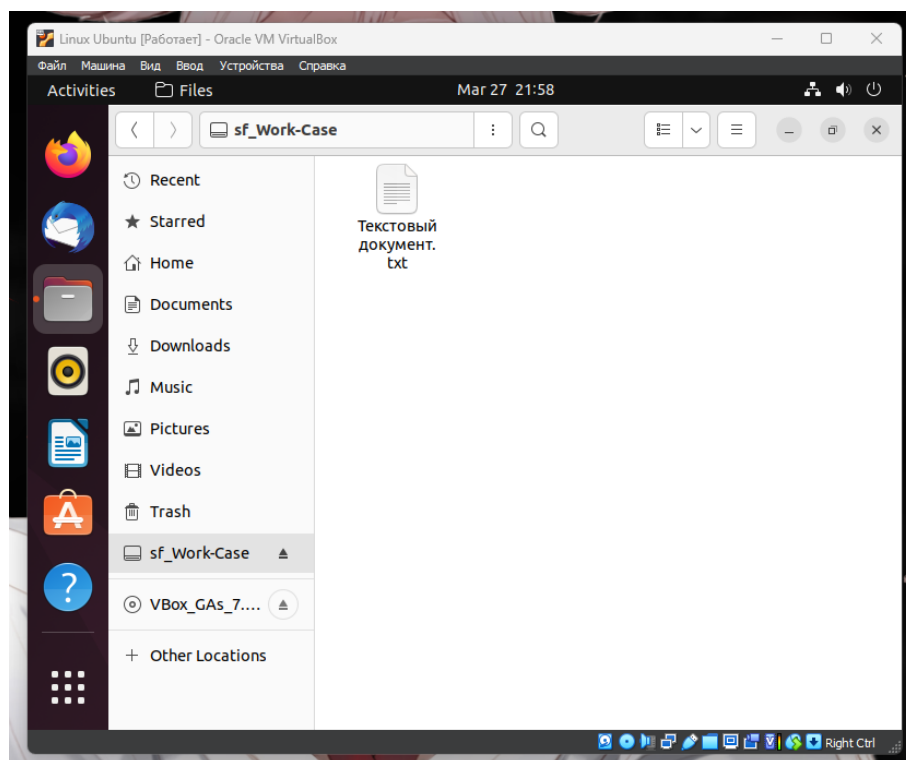 Linux Ubuntu [Работает] - Oracle VM VirtualBox
Файл Машина Вид Ввод Устройства Справка
Activities Files Mar 27 21:58
sf_Work-Case
Recent
Starred
Home
Documents
Downloads
Music
Pictures
Videos
Trash
sf_Work-Case
VBox_GAs_7....
+ Other Locations
Текстовый
документ.
txt
Right Ctrl